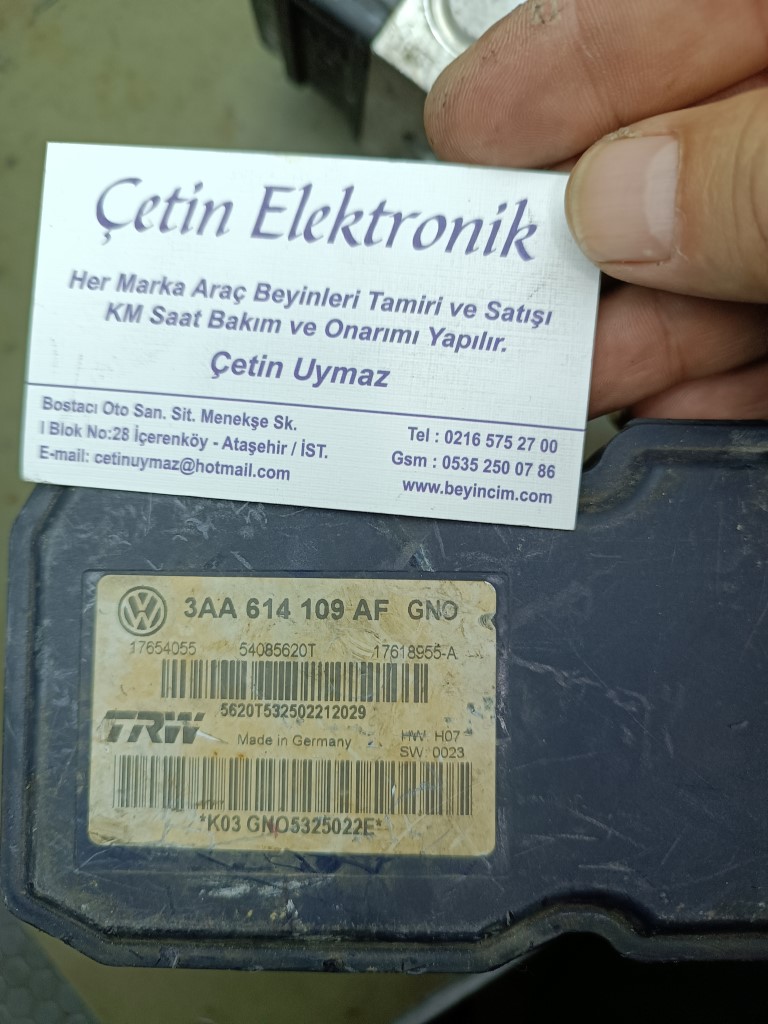 Çetin Elektronik
Her Marka Araç Beyinleri Tamiri ve Satışı
KM Saat Bakım ve Onarımı Yapılır.
Çetin Uymaz
Bostacı Oto San. Sit. Menekşe Sk.
I Blok No:28 İçerenköy - Ataşehir / İST.
E-mail: cetinuymaz@hotmail.com
Tel : 0216 575 27 00
Gsm : 0535 250 07 86
www.beyincim.com
VW 3AA 614 109 AF GNO
17654055 54085620T 17618955-A
5620T532502212029
TRW Made in Germany HW H07
SW 0023
*K03 GNO5325022E*